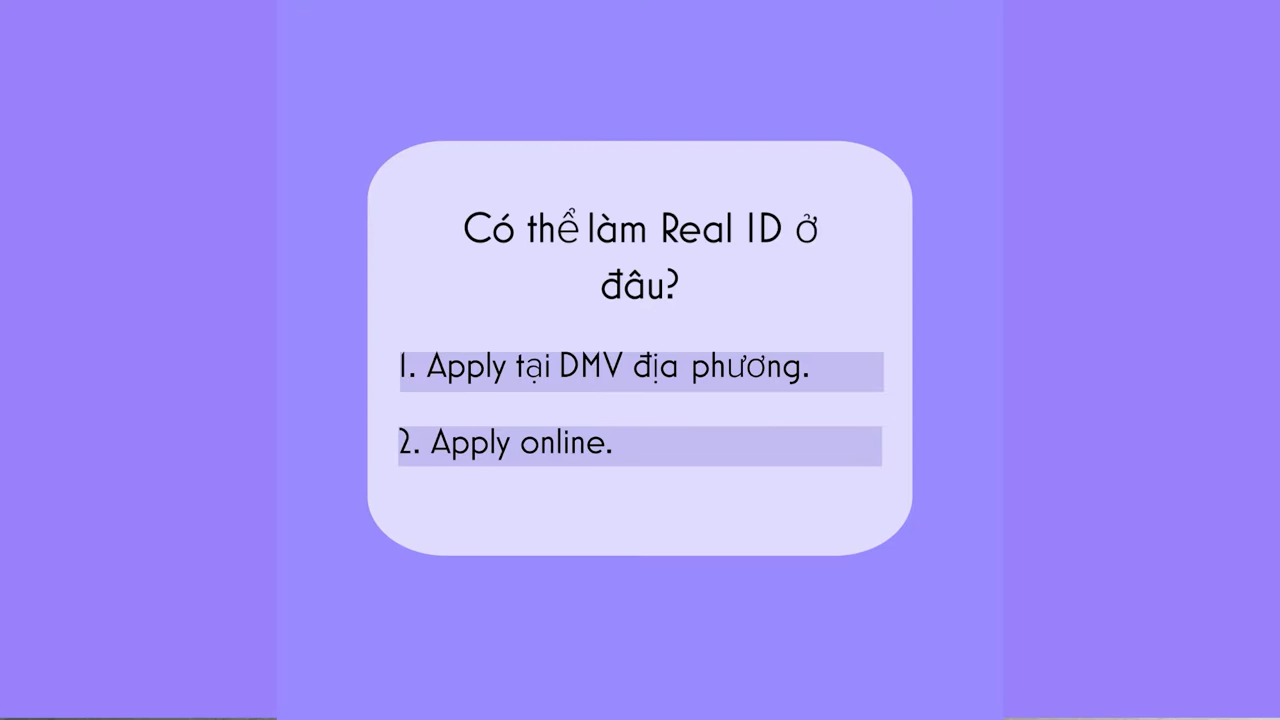 Có thể làm Real ID ở
đâu?
1. Apply tại DMV địa phương.
2. Apply online.